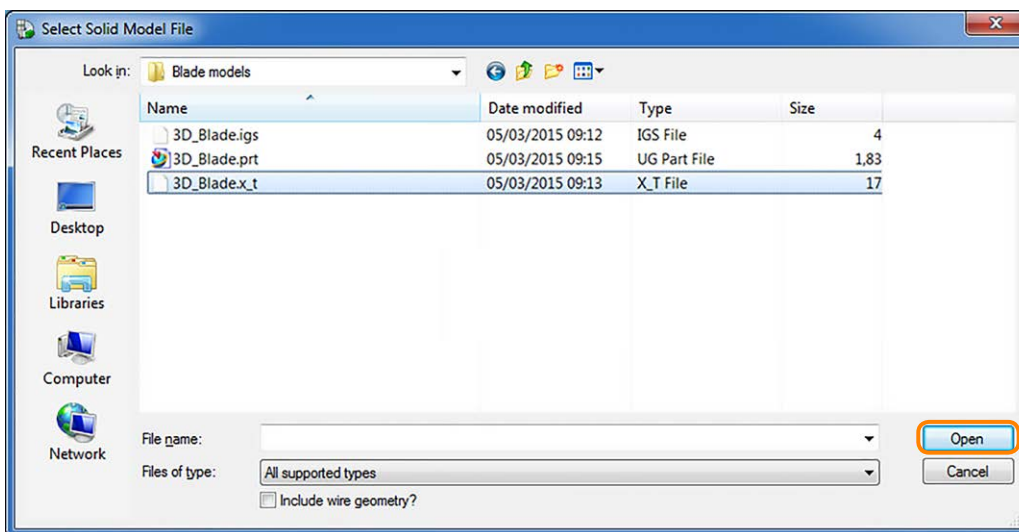 Select Solid Model File
Look in: Blade models
Name Date modified Type Size
3D_Blade.igs 05/03/2015 09:12 IGS File 4
3D_Blade.prt 05/03/2015 09:15 UG Part File 1,83
3D_Blade.x_t 05/03/2015 09:13 X_T File 17
Recent Places
Desktop
Libraries
Computer
Network
File name: Open
Files of type: All supported types Cancel
Include wire geometry?